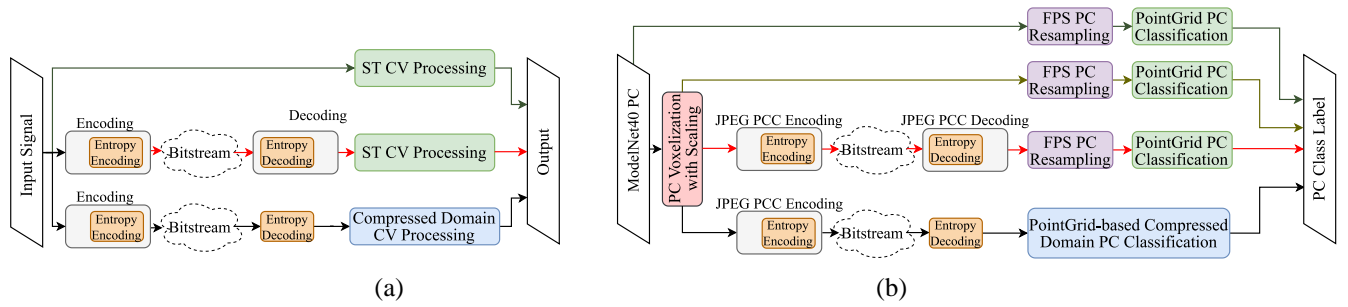 Input Signal
ST CV Processing
Encoding
Entropy
Encoding
Bitstream
Decoding
Entropy
Decoding
ST CV Processing
Encoding
Entropy
Encoding
Bitstream
Entropy
Decoding
Compressed Domain
CV Processing
Output
(a)
ModelNet40 PC
FPS PC
Resampling
PointGrid PC
Classification
PC Voxelization
with Scaling
FPS PC
Resampling
PointGrid PC
Classification
JPEG PCC Encoding
Entropy
Encoding
Bitstream
JPEG PCC Decoding
Entropy
Decoding
FPS PC
Resampling
PointGrid PC
Classification
JPEG PCC Encoding
Entropy
Encoding
Bitstream
Entropy
Decoding
PointGrid-based Compressed
Domain PC Classification
PC Class Label
(b)